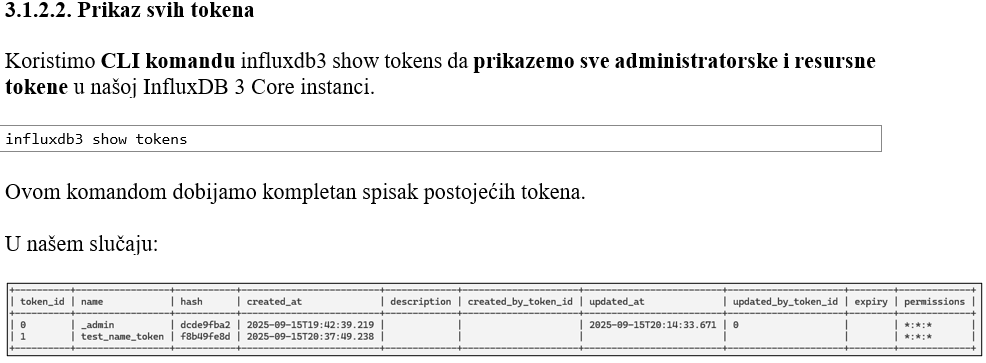 3.1.2.2. Prikaz svih tokena
Koristimo CLI komandu influxdb3 show tokens da prikazemo sve administratorske i resursne
tokene u našoj InfluxDB 3 Core instanci.
influxdb3 show tokens
Ovom komandom dobijamo kompletan spisak postojećih tokena.
U našem slučaju:
| token_id | name | hash | created_at | description | created_by_token_id | updated_at | updated_by_token_id | expiry | permissions |
| 0 | _admin | dcde9fba2 | 2025-09-15T19:42:39.219 | | | 2025-09-15T20:14:33.671 | 0 | | *:*:* |
| 1 | test_name_token | f8b49fe8d | 2025-09-15T20:37:49.238 | | | | | | *:*:* |